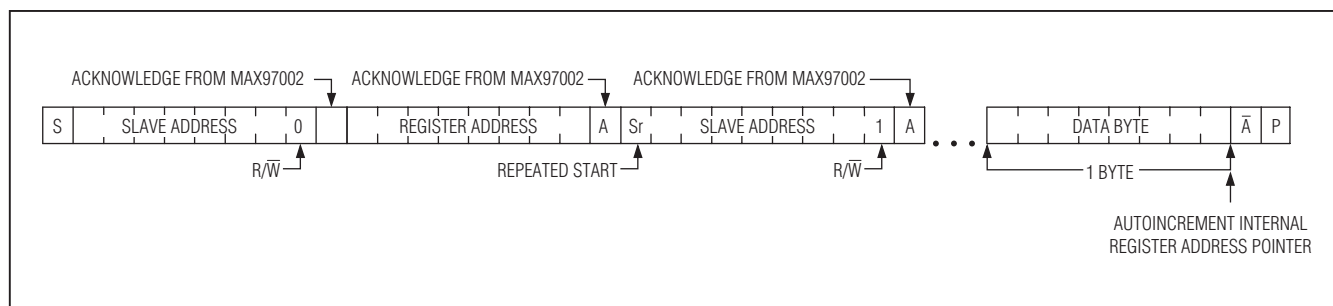 ACKNOWLEDGE FROM MAX97002 ACKNOWLEDGE FROM MAX97002 ACKNOWLEDGE FROM MAX97002
S SLAVE ADDRESS 0 REGISTER ADDRESS A Sr SLAVE ADDRESS 1 A ... DATA BYTE A̅ P
R/W̅ REPEATED START R/W̅ 1 BYTE
AUTOINCREMENT INTERNAL
REGISTER ADDRESS POINTER